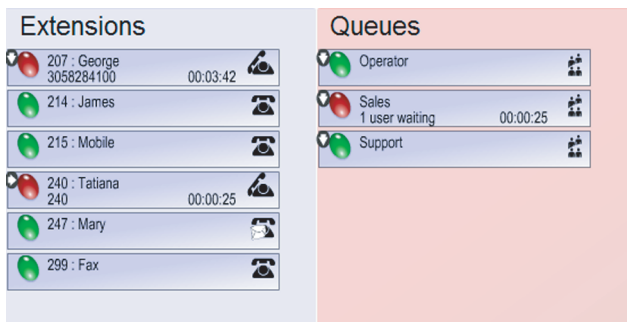 Extensions
207 : George
3058284100 00:03:42
214 : James
215 : Mobile
240 : Tatiana
240 00:00:25
247 : Mary
299 : Fax
Queues
Operator
Sales
1 user waiting 00:00:25
Support